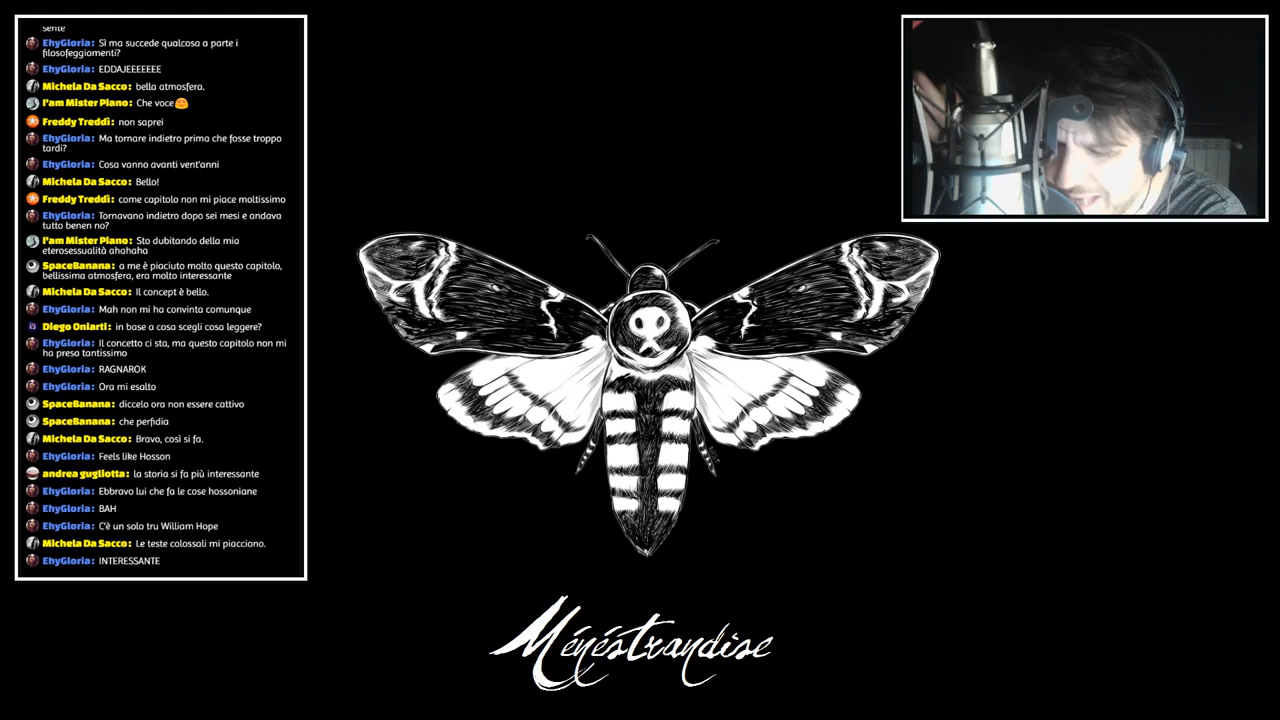 sente
EhyGloria: Sì ma succede qualcosa a parte i
filosofeggiamenti?
EhyGloria: EDDAJEEEEEEE
Michela Da Sacco: bella atmosfera.
I'am Mister Piano: Che voce
Freddy Treddì: non saprei
EhyGloria: Ma tornare indietro prima che fosse troppo
tardi?
EhyGloria: Cosa vanno avanti vent'anni
Michela Da Sacco: Bello!
Freddy Treddì: come capitolo non mi piace moltissimo
EhyGloria: Tornavano indietro dopo sei mesi e andava
tutto benen no?
I'am Mister Piano: Sto dubitando della mia
eterosessualità ahahaha
SpaceBanana: a me è piaciuto molto questo capitolo,
bellissima atmosfera, era molto interessante
Michela Da Sacco: Il concept è bello.
EhyGloria: Mah non mi ha convinta comunque
Diego Oniarti: in base a cosa scegli cosa leggere?
EhyGloria: Il concetto ci sta, ma questo capitolo non mi
ha presa tantissimo
EhyGloria: RAGNAROK
EhyGloria: Ora mi esalto
SpaceBanana: diccelo ora non essere cattivo
SpaceBanana: che perfidia
Michela Da Sacco: Bravo, così si fa.
EhyGloria: Feels like Hosson
andrea gugliotta: la storia si fa più interessante
EhyGloria: Ebbravo lui che fa le cose hossoniane
EhyGloria: BAH
EhyGloria: C'è un solo tru William Hope
Michela Da Sacco: Le teste colossali mi piacciono.
EhyGloria: INTERESSANTE
Ménéstrandise